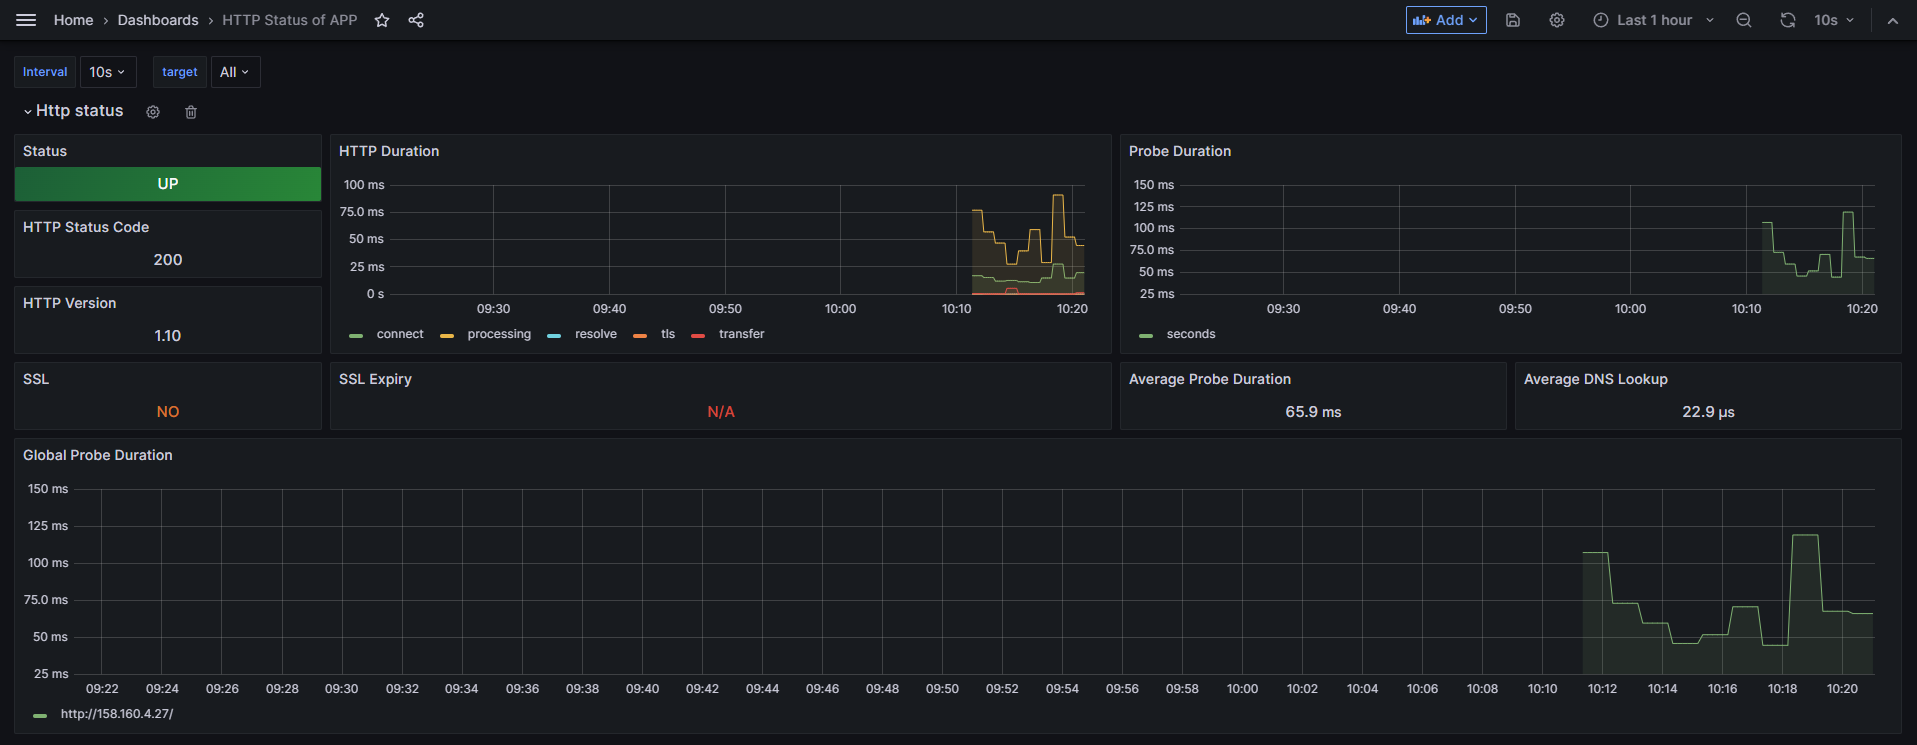 Home › Dashboards › HTTP Status of APP
Add
Last 1 hour
10s
Interval 10s target All
Http status
Status
UP
HTTP Status Code
200
HTTP Version
1.10
HTTP Duration
100 ms
75.0 ms
50 ms
25 ms
0 s
09:30 09:40 09:50 10:00 10:10 10:20
connect processing resolve tls transfer
Probe Duration
150 ms
125 ms
100 ms
75.0 ms
50 ms
25 ms
09:30 09:40 09:50 10:00 10:10 10:20
seconds
SSL
NO
SSL Expiry
N/A
Average Probe Duration
65.9 ms
Average DNS Lookup
22.9 µs
Global Probe Duration
150 ms
125 ms
100 ms
75.0 ms
50 ms
25 ms
09:22 09:24 09:26 09:28 09:30 09:32 09:34 09:36 09:38 09:40 09:42 09:44 09:46 09:48 09:50 09:52 09:54 09:56 09:58 10:00 10:02 10:04 10:06 10:08 10:10 10:12 10:14 10:16 10:18 10:20
http://158.160.4.27/